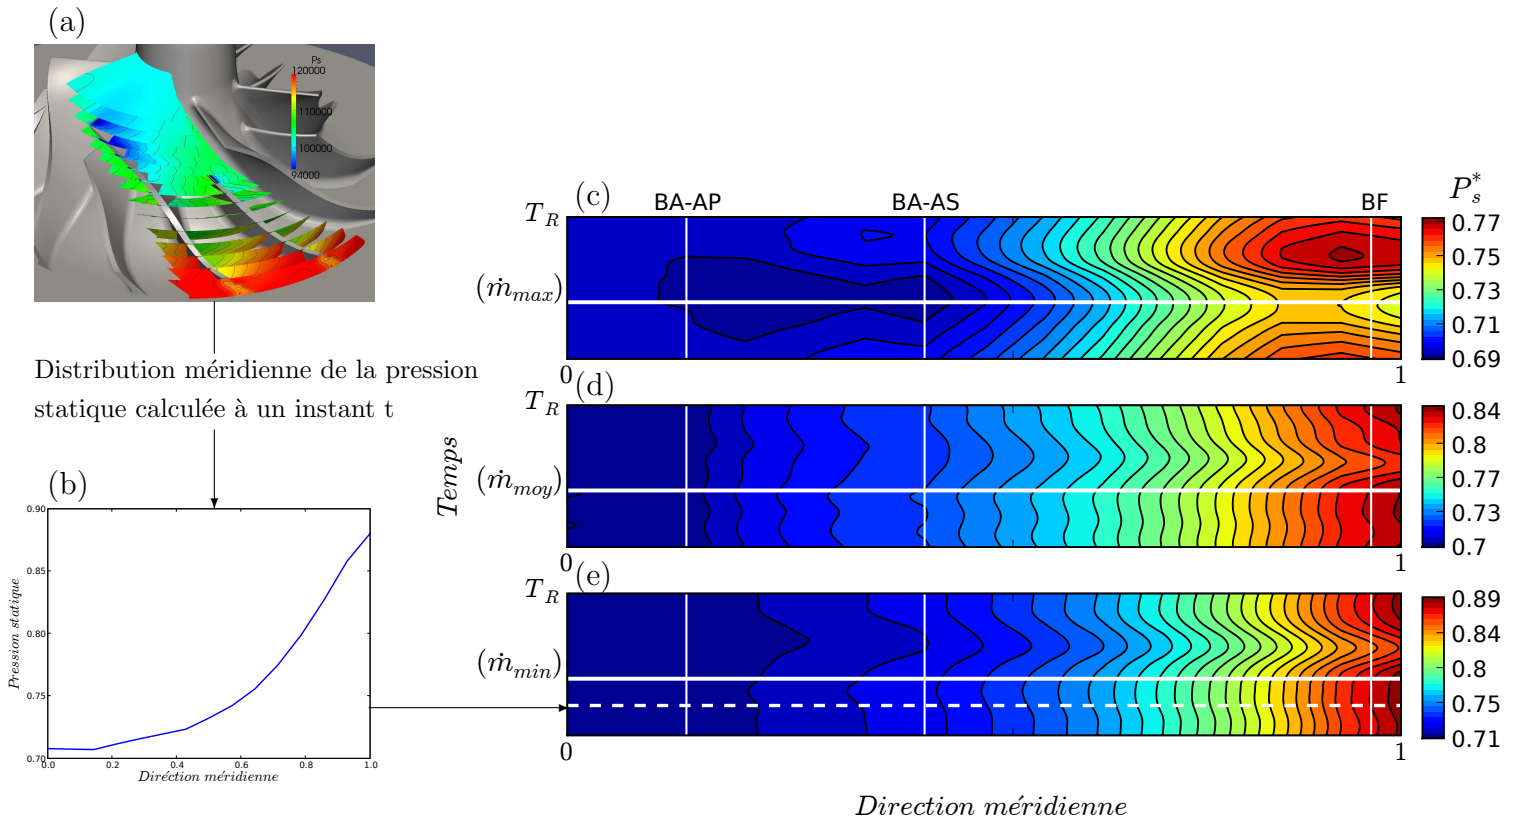 (a)
Ps
120000
110000
100000
94000
Distribution méridienne de la pression
statique calculée à un instant t
(b)
0.90
0.85
0.80
0.75
0.70
Pression statique
0.0 0.2 0.4 0.6 0.8 1.0
Diréction méridienne
Temps
(c)
BA-AP BA-AS BF
T_R
(ṁ_max)
0 1
P_s^*
0.77
0.75
0.73
0.71
0.69
(d)
T_R
(ṁ_moy)
0 1
0.84
0.8
0.77
0.73
0.7
(e)
T_R
(ṁ_min)
0 1
0.89
0.84
0.8
0.75
0.71
Direction méridienne